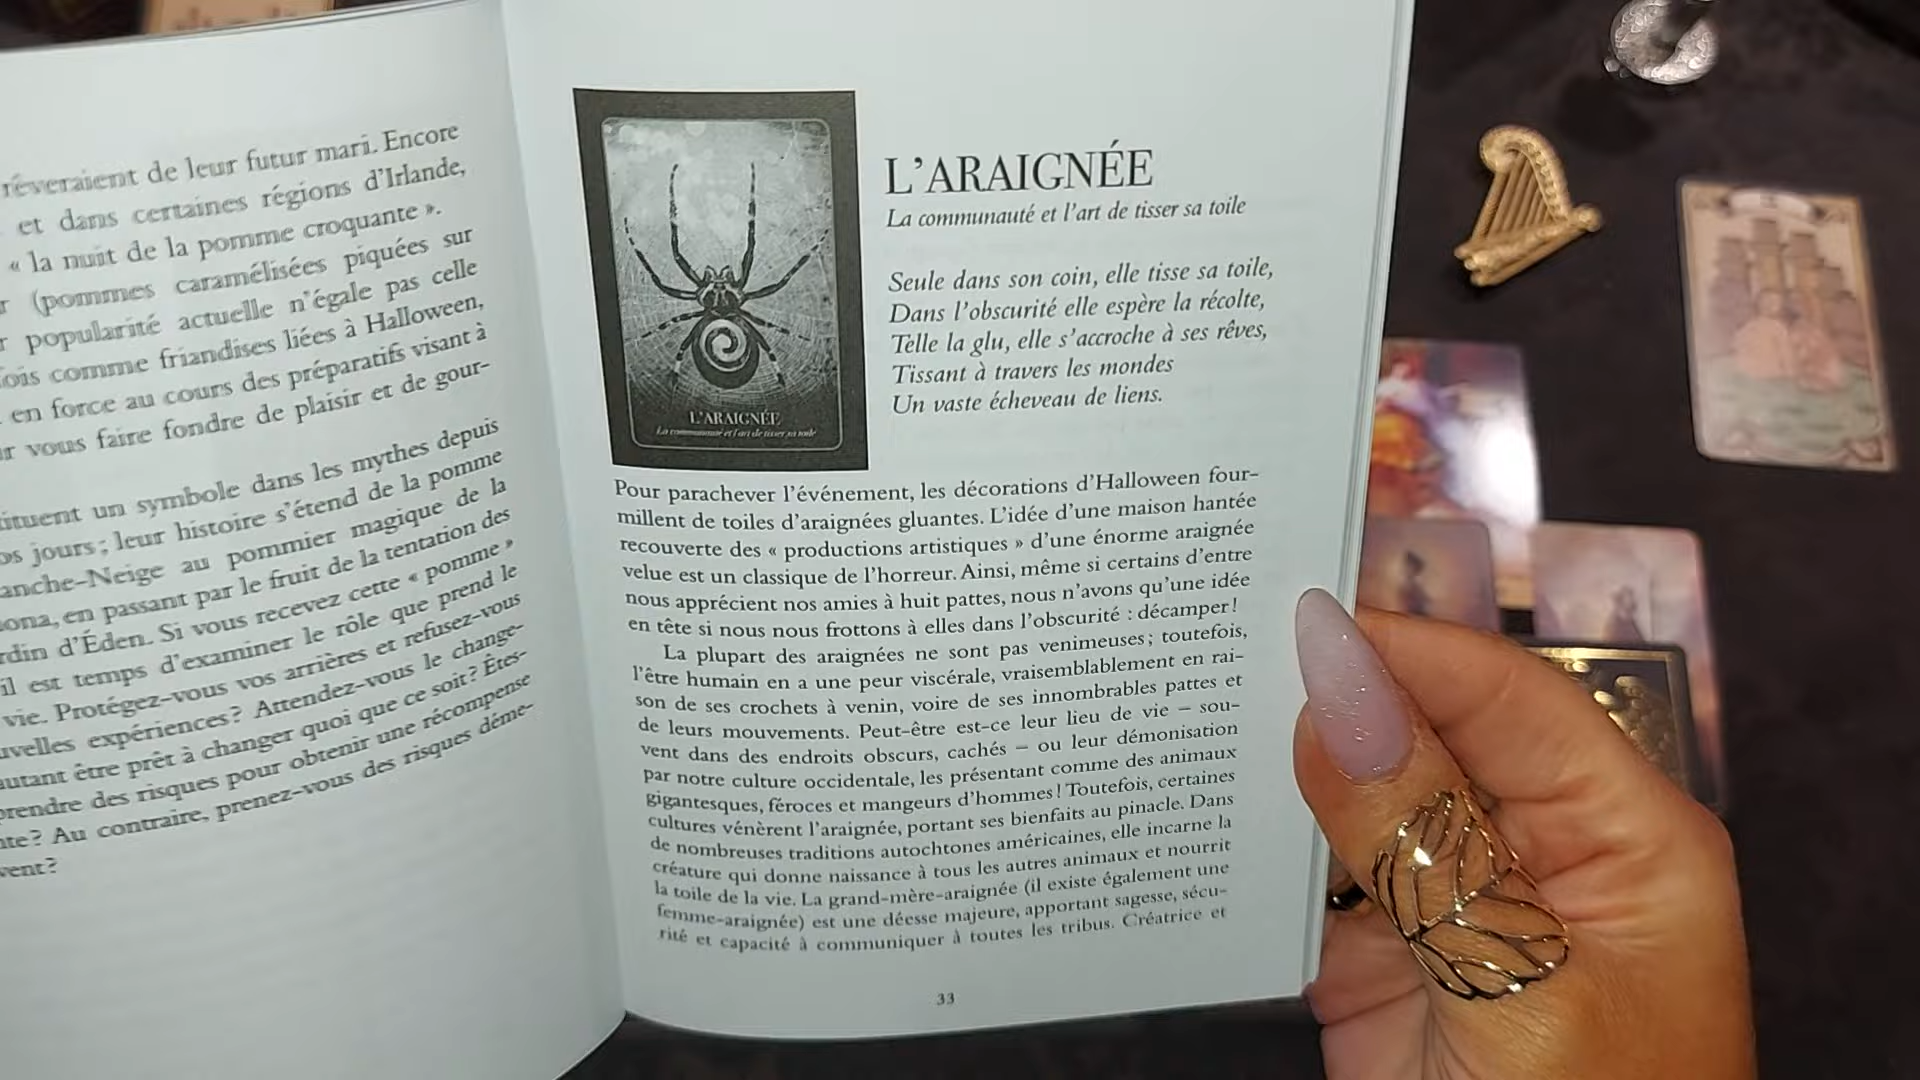 rêveraient de leur futur mari. Encore
et dans certaines régions d'Irlande,
« la nuit de la pomme croquante ».
(pommes caramélisées piquées sur
popularité actuelle n'égale pas celle
comme friandises liées à Halloween,
en force au cours des préparatifs visant à
vous faire fondre de plaisir et de gour-
un symbole dans les mythes depuis
jours ; leur histoire s'étend de la pomme
anche-Neige au pommier magique de la
en passant par le fruit de la tentation des
d'Éden. Si vous recevez cette « pomme »
il est temps d'examiner le rôle que prend le
vie. Protégez-vous vos arrières et refusez-vous
expériences ? Attendez-vous le change-
être prêt à changer quoi que ce soit ? Êtes-
prendre des risques pour obtenir une récompense
Au contraire, prenez-vous des risques déme-
L'ARAIGNÉE
La communauté et l'art de tisser sa toile
L'ARAIGNÉE
La communauté et l'art de tisser sa toile
Seule dans son coin, elle tisse sa toile,
Dans l'obscurité elle espère la récolte,
Telle la glu, elle s'accroche à ses rêves,
Tissant à travers les mondes
Un vaste écheveau de liens.
Pour parachever l'événement, les décorations d'Halloween four-
millent de toiles d'araignées gluantes. L'idée d'une maison hantée
recouverte des « productions artistiques » d'une énorme araignée
velue est un classique de l'horreur. Ainsi, même si certains d'entre
nous apprécient nos amies à huit pattes, nous n'avons qu'une idée
en tête si nous nous frottons à elles dans l'obscurité : décamper !
La plupart des araignées ne sont pas venimeuses ; toutefois,
l'être humain en a une peur viscérale, vraisemblablement en rai-
son de ses crochets à venin, voire de ses innombrables pattes et
de leurs mouvements. Peut-être est-ce leur lieu de vie – sou-
vent dans des endroits obscurs, cachés – ou leur démonisation
par notre culture occidentale, les présentant comme des animaux
gigantesques, féroces et mangeurs d'hommes ! Toutefois, certaines
cultures vénèrent l'araignée, portant ses bienfaits au pinacle. Dans
de nombreuses traditions autochtones américaines, elle incarne la
créature qui donne naissance à tous les autres animaux et nourrit
la toile de la vie. La grand-mère-araignée (il existe également une
femme-araignée) est une déesse majeure, apportant sagesse, sécu-
rité et capacité à communiquer à toutes les tribus. Créatrice et
33